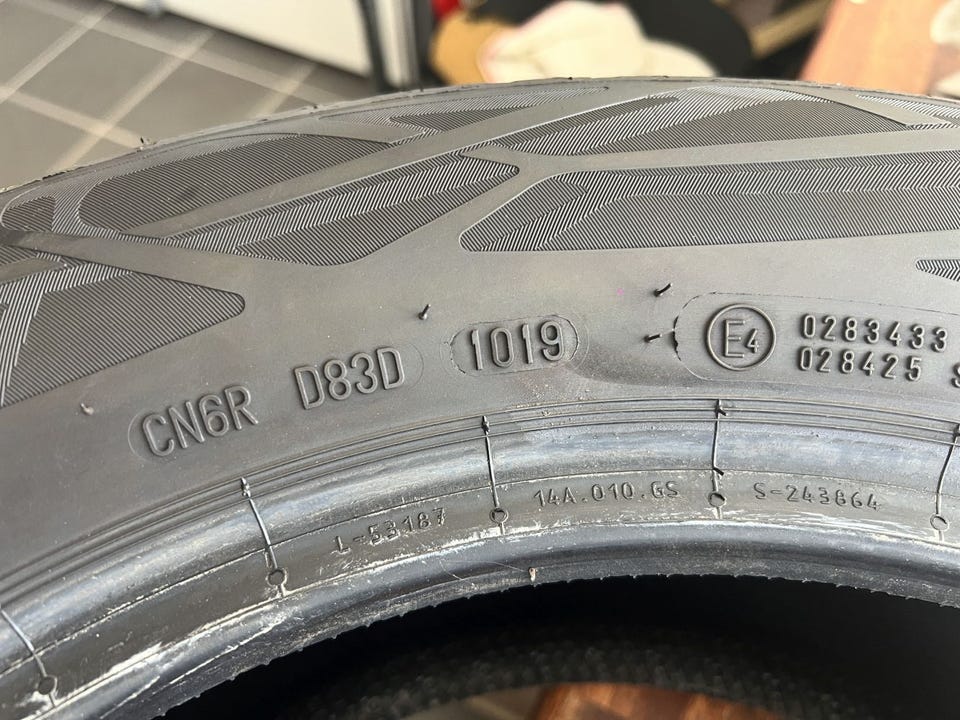 CN6R D83D 1019
E4 0283433
028425 S
L-53187 14A.010.GS S-243864